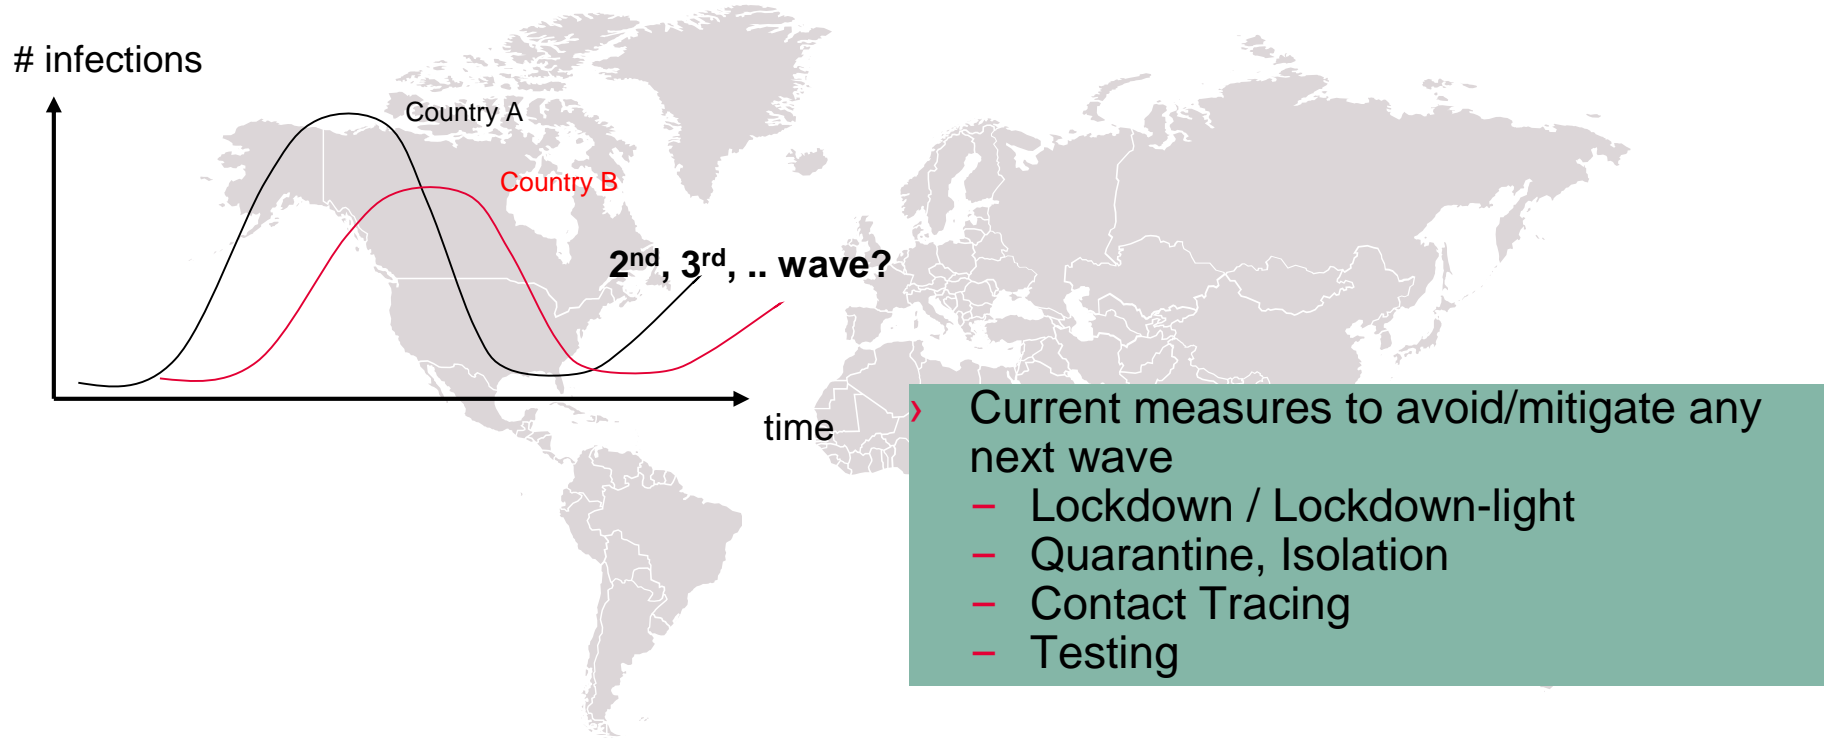 # infections
Country A
Country B
2nd, 3rd, .. wave?
time
› Current measures to avoid/mitigate any
next wave
– Lockdown / Lockdown-light
– Quarantine, Isolation
– Contact Tracing
– Testing